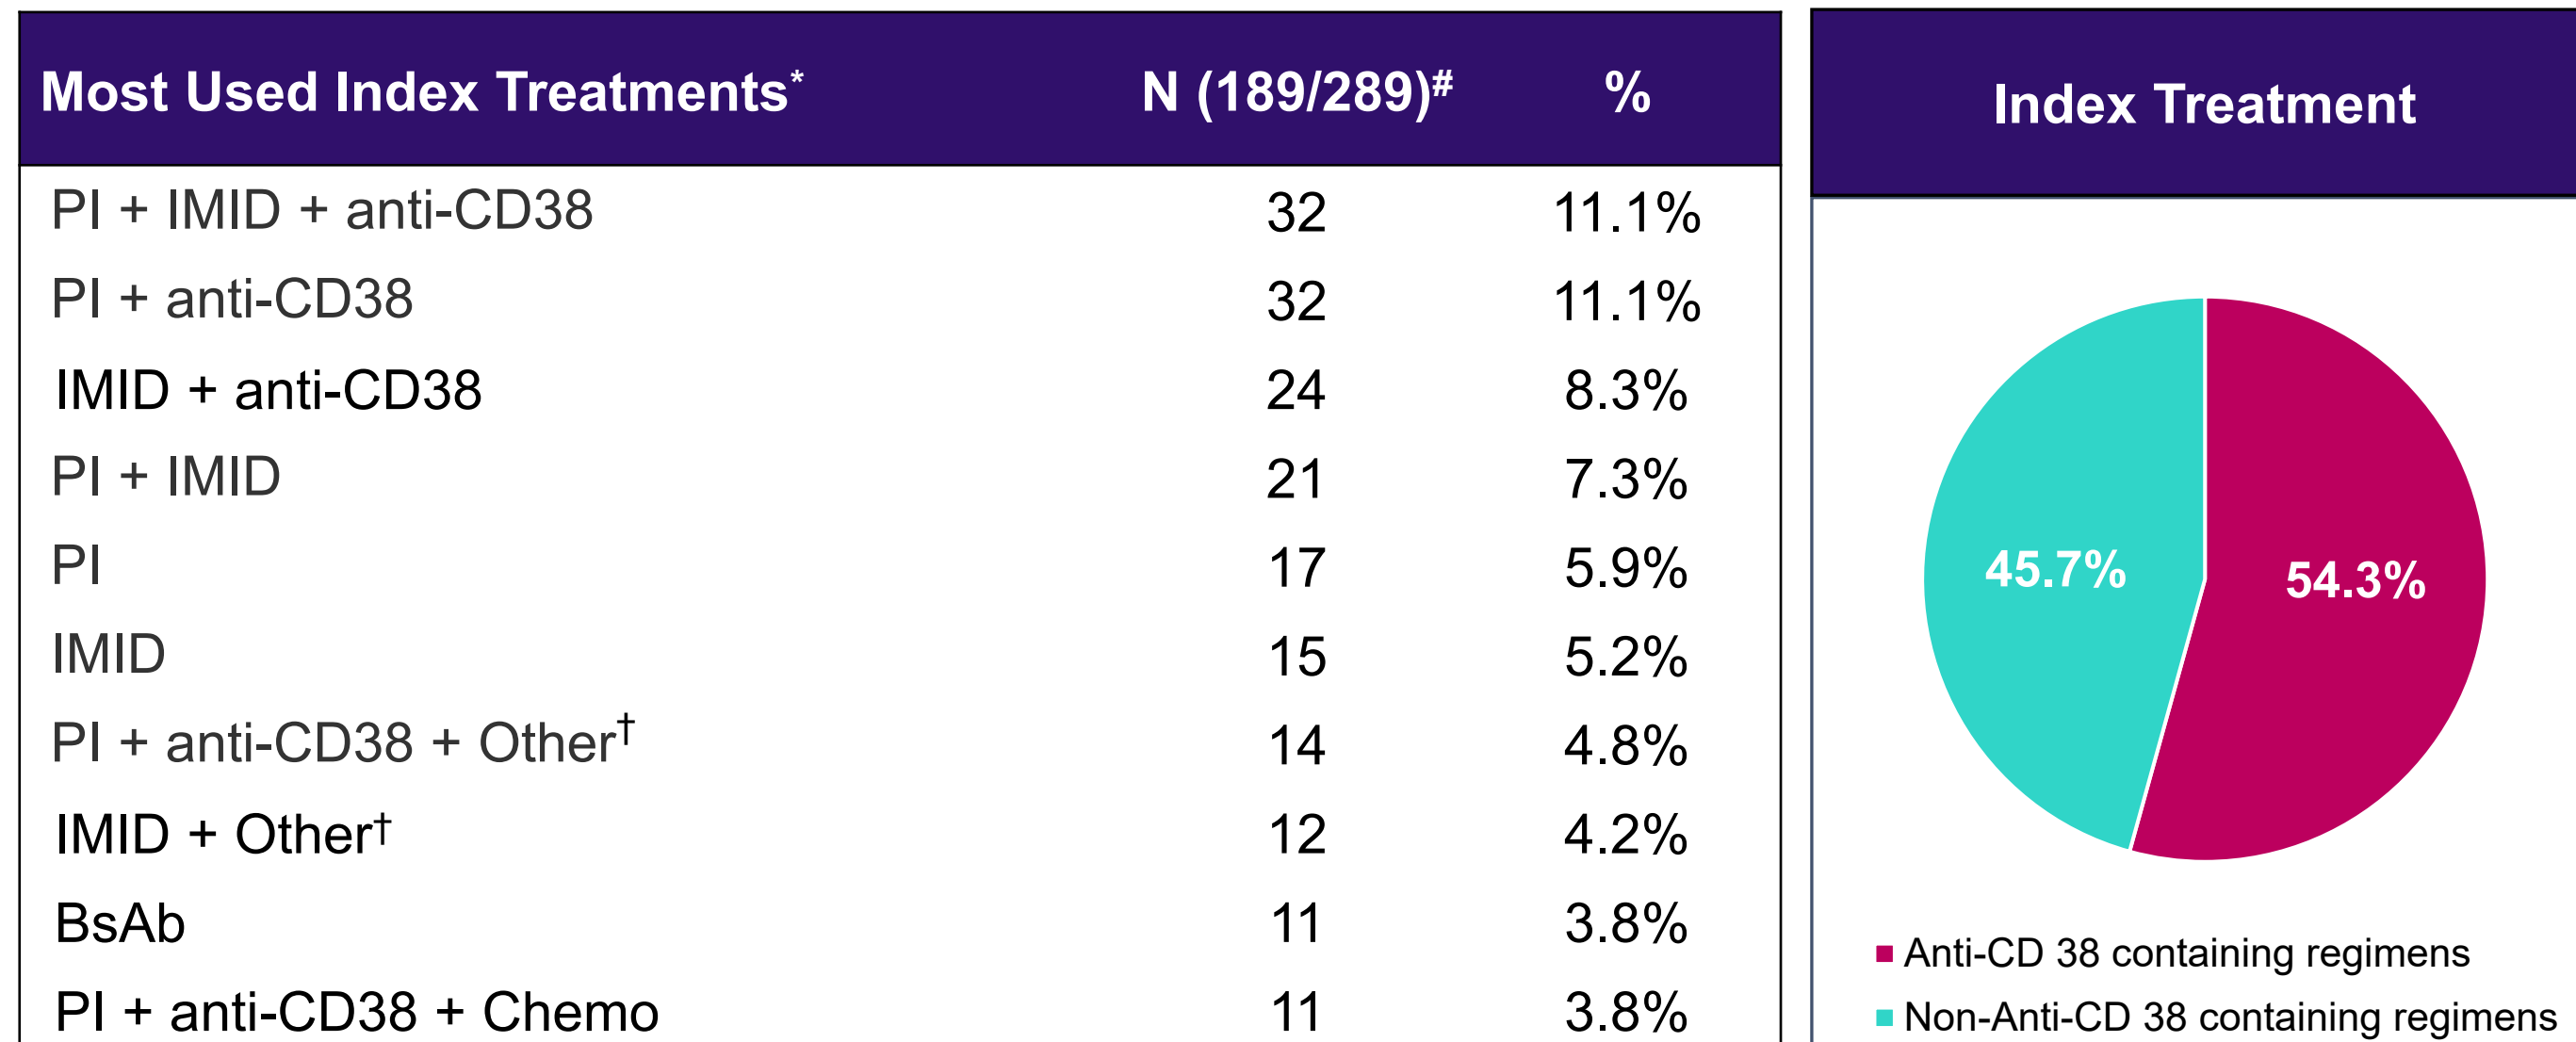 Most Used Index Treatments* N (189/289)# %
PI + IMID + anti-CD38 32 11.1%
PI + anti-CD38 32 11.1%
IMID + anti-CD38 24 8.3%
PI + IMID 21 7.3%
PI 17 5.9%
IMID 15 5.2%
PI + anti-CD38 + Other† 14 4.8%
IMID + Other† 12 4.2%
BsAb 11 3.8%
PI + anti-CD38 + Chemo 11 3.8%
Index Treatment
45.7% 54.3%
Anti-CD 38 containing regimens
Non-Anti-CD 38 containing regimens